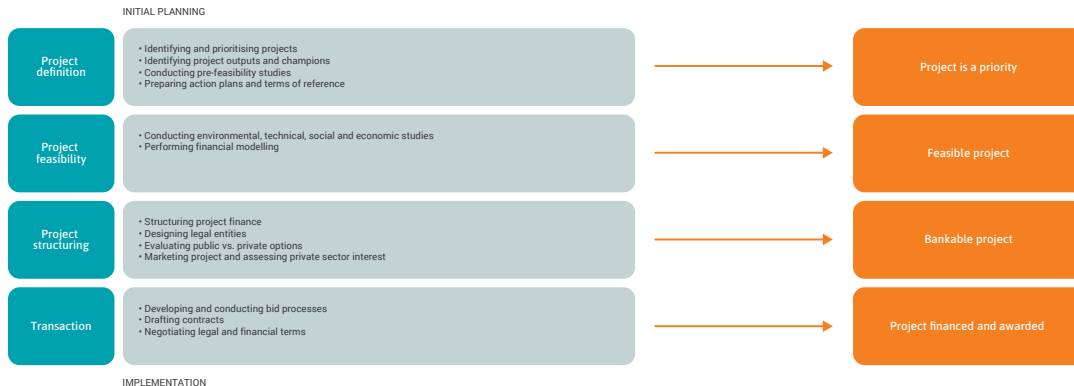 INITIAL PLANNING
Project
definition
• Identifying and prioritising projects
• Identifying project outputs and champions
• Conducting pre-feasibility studies
• Preparing action plans and terms of reference
Project is a priority
Project
feasibility
• Conducting environmental, technical, social and economic studies
• Performing financial modelling
Feasible project
Project
structuring
• Structuring project finance
• Designing legal entities
• Evaluating public vs. private options
• Marketing project and assessing private sector interest
Bankable project
Transaction
• Developing and conducting bid processes
• Drafting contracts
• Negotiating legal and financial terms
Project financed and awarded
IMPLEMENTATION